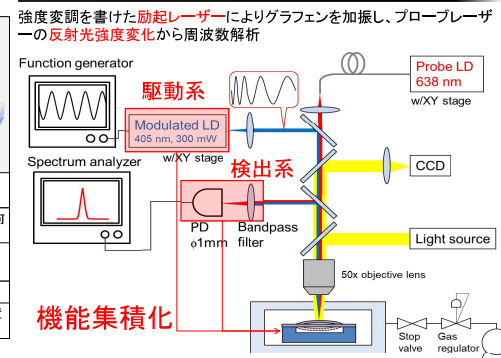 強度変調を書けた励起レーザーによりグラフェンを加振し、プローブレーザ
ーの反射光強度変化から周波数解析
Function generator
駆動系
Modulated LD
405 nm, 300 mW
w/XY stage
Probe LD
638 nm
w/XY stage
Spectrum analyzer
検出系
CCD
PD
φ1mm
Bandpass
filter
Light source
50x objective lens
機能集積化
Stop
valve
Gas
regulator